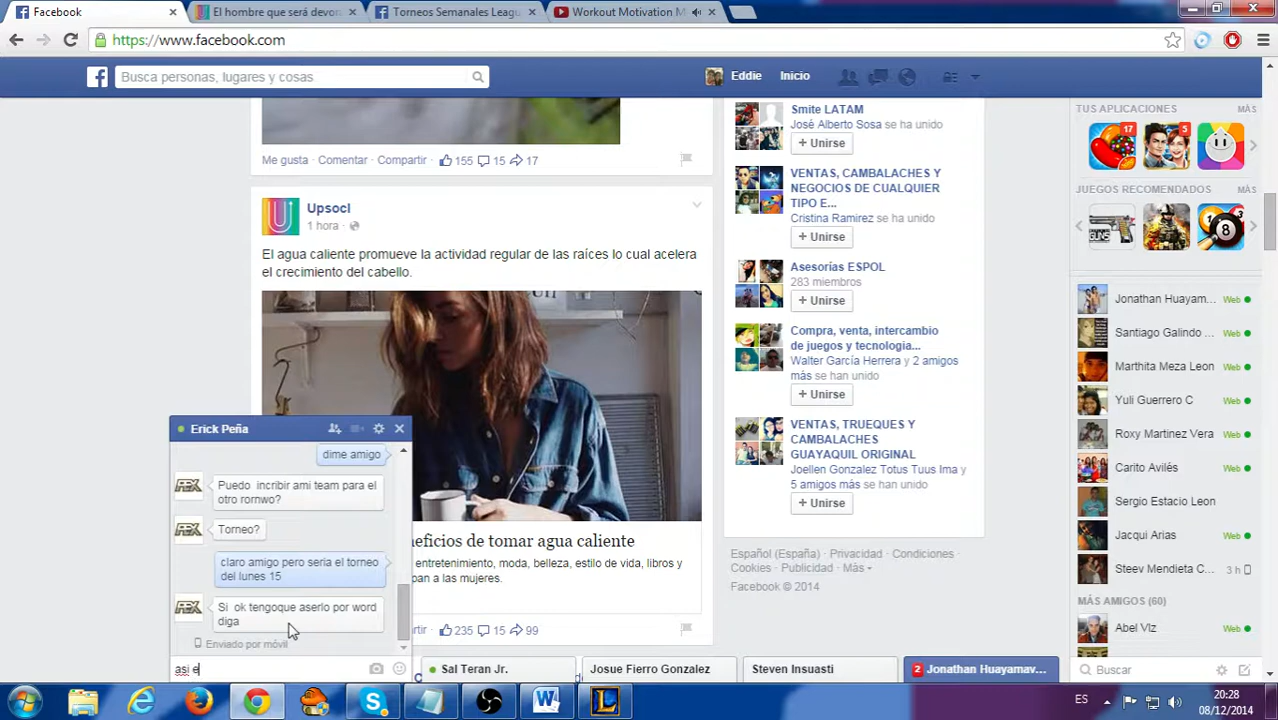 Facebook
El hombre que será devor
Torneos Semanales Leagu
Workout Motivation M
https://www.facebook.com
Busca personas, lugares y cosas
Eddie
Inicio
Me gusta · Comentar · Compartir · 155 15 17
Upsocl
1 hora ·
El agua caliente promueve la actividad regular de las raíces lo cual acelera
el crecimiento del cabello.
eficios de tomar agua caliente
entretenimiento, moda, belleza, estilo de vida, libros y
pan a las mujeres.
rtir · 235 15 99
Smite LATAM
José Alberto Sosa se ha unido
+ Unirse
VENTAS, CAMBALACHES Y
NEGOCIOS DE CUALQUIER
TIPO E...
Cristina Ramirez se ha unido
+ Unirse
Asesorías ESPOL
283 miembros
+ Unirse
Compra, venta, intercambio
de juegos y tecnologia...
Walter García Herrera y 2 amigos
más se han unido
+ Unirse
VENTAS, TRUEQUES Y
CAMBALACHES
GUAYAQUIL ORIGINAL
Joellen Gonzalez Totus Tuus Ima y
5 amigos más se han unido
+ Unirse
Español (España) · Privacidad · Condiciones ·
Cookies · Publicidad · Más
Facebook © 2014
TUS APLICACIONES MÁS
17
5
JUEGOS RECOMENDADOS MÁS
GUNS
8
Jonathan Huayam... Web
Santiago Galindo ... Web
Marthita Meza Leon Web
Yuli Guerrero C Web
Roxy Martinez Vera Web
Carito Avilés Web
Sergio Estacio Leon Web
Jacqui Arias Web
Steev Mendieta C... 3 h
MÁS AMIGOS (60)
Abel Vlz Web
Buscar
Erick Peña
dime amigo
Puedo incribir ami team para el
otro rornwo?
Torneo?
claro amigo pero seria el torneo
del lunes 15
Si ok tengoque aserlo por word
diga
Enviado por móvil
asi e
Sal Teran Jr.
Josue Fierro Gonzalez
Steven Insuasti
2 Jonathan Huayamav...
ES
20:28
08/12/2014